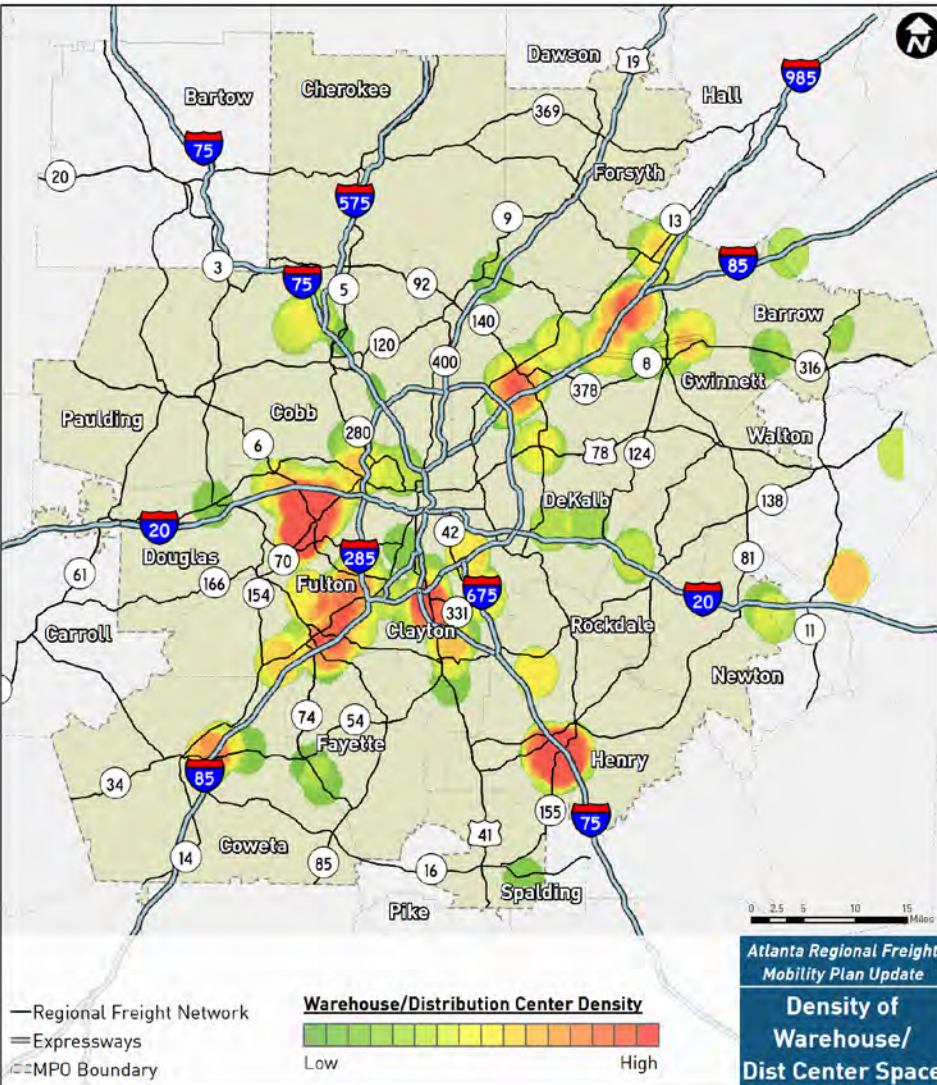 N
Dawson
19
985
Bartow
Cherokee
Hall
369
75
20
575
Forsyth
9
13
3
75
5
92
85
140
Barrow
120
400
8
316
378
Gwinnett
Paulding
Cobb
280
6
78
124
Walton
138
DeKalb
20
Douglas
42
285
81
70
61
166
154
Fulton
675
20
331
Clayton
Rockdale
11
Carroll
Newton
74
54
Fayette
Henry
34
85
155
75
41
Coweta
14
85
16
Spalding
Pike
0 2.5 5 10 15
Miles
Atlanta Regional Freight
Mobility Plan Update
Density of
Warehouse/
Dist Center Space
Regional Freight Network
Expressways
MPO Boundary
Warehouse/Distribution Center Density
Low High